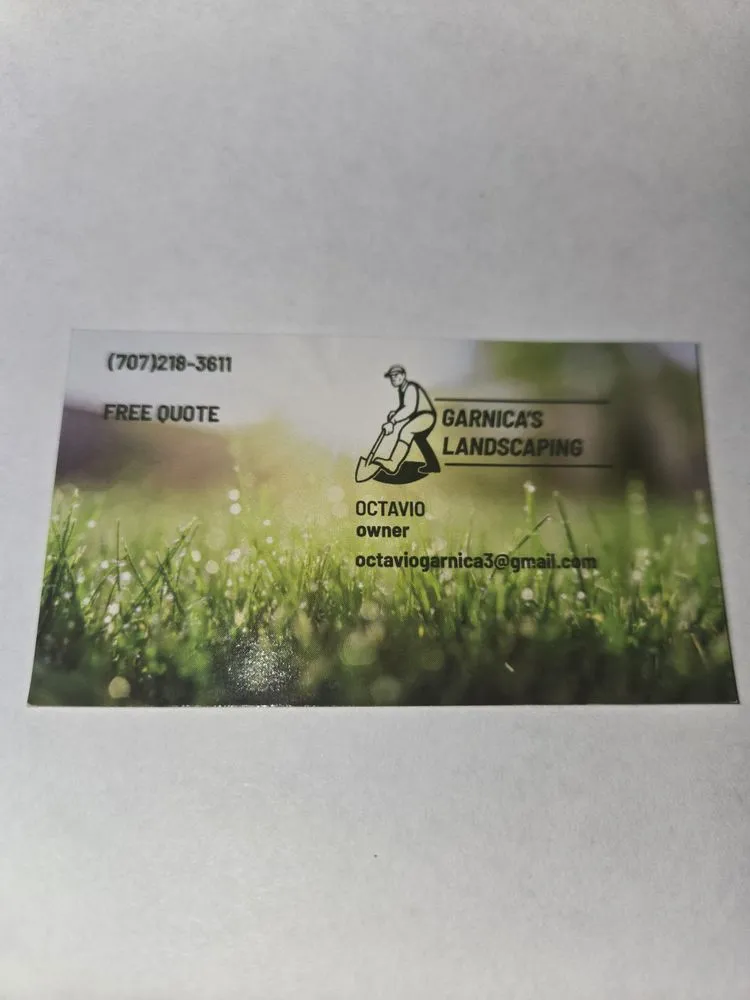 (707)218-3611
FREE QUOTE
GARNICA'S
LANDSCAPING
OCTAVIO
owner
octaviogarnica3@gmail.com